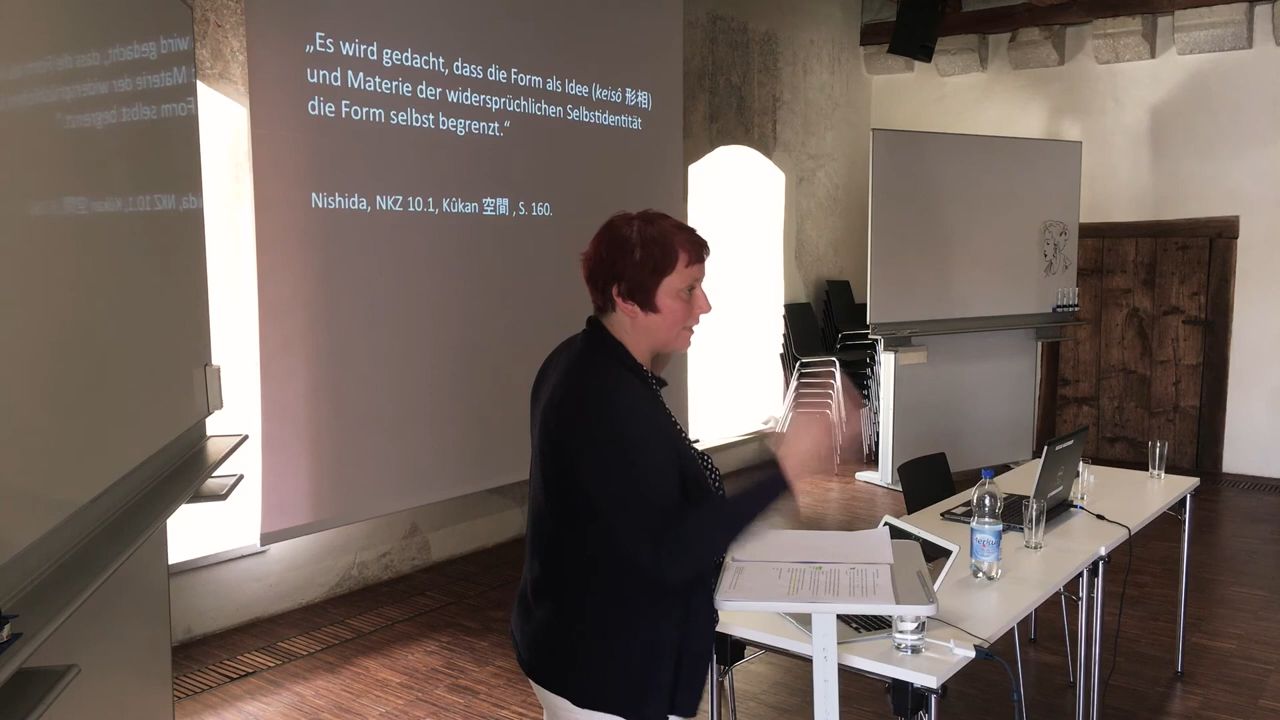 „Es wird gedacht, dass die Form als Idee (keisô 形相)
und Materie der widersprüchlichen Selbstidentität
die Form selbst begrenzt.“
Nishida, NKZ 10.1, Kûkan 空間 , S. 160.